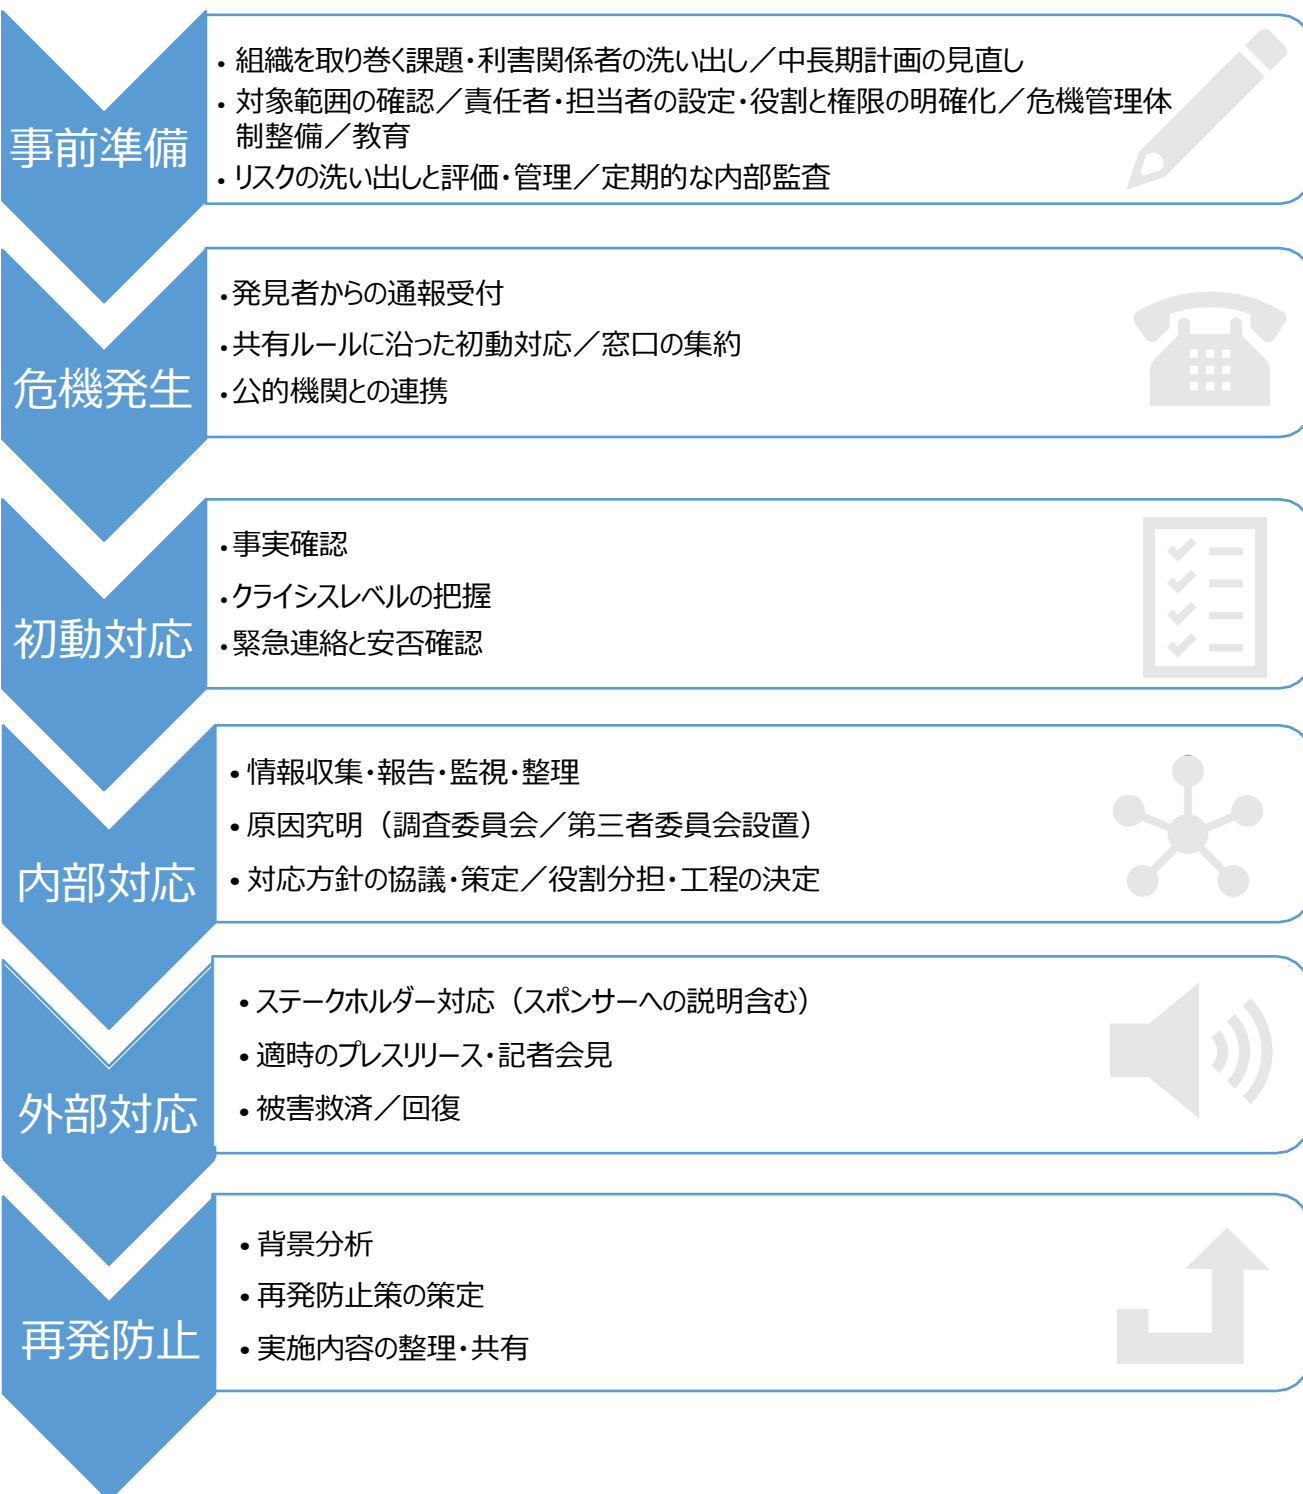 事前準備
• 組織を取り巻く課題・利害関係者の洗い出し／中長期計画の見直し
• 対象範囲の確認／責任者・担当者の設定・役割と権限の明確化／危機管理体
制整備／教育
• リスクの洗い出しと評価・管理／定期的な内部監査
危機発生
• 発見者からの通報受付
• 共有ルールに沿った初動対応／窓口の集約
• 公的機関との連携
初動対応
• 事実確認
• クライシスレベルの把握
• 緊急連絡と安否確認
内部対応
• 情報収集・報告・監視・整理
• 原因究明（調査委員会／第三者委員会設置）
• 対応方針の協議・策定／役割分担・工程の決定
外部対応
• ステークホルダー対応（スポンサーへの説明含む）
• 適時のプレスリリース・記者会見
• 被害救済／回復
再発防止
• 背景分析
• 再発防止策の策定
• 実施内容の整理・共有